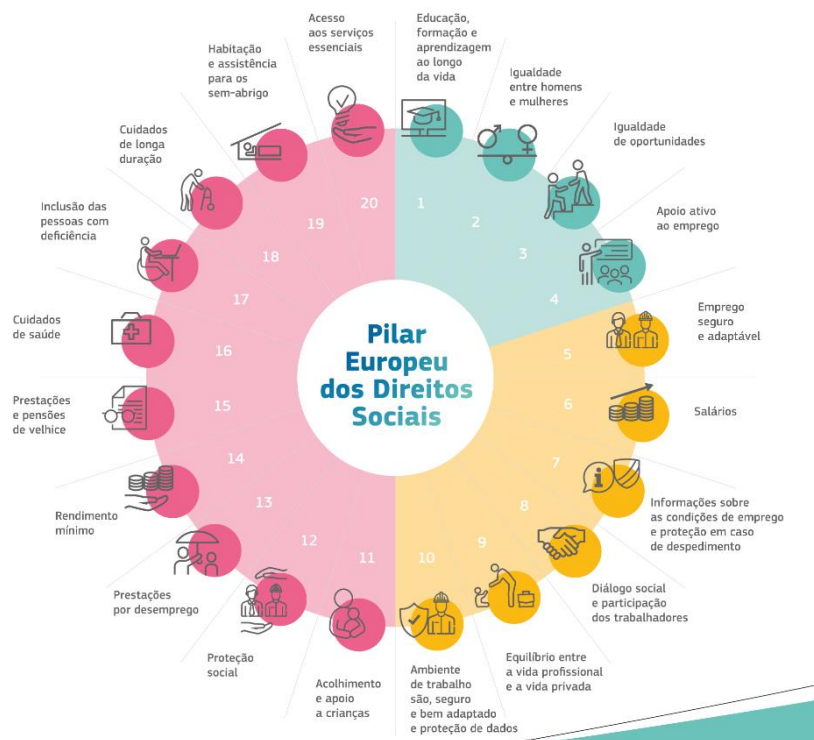 Pilar
Europeu
dos Direitos
Sociais
1
Educação,
formação e
aprendizagem
ao longo
da vida
2
Igualdade
entre homens
e mulheres
3
Igualdade
de oportunidades
4
Apoio ativo
ao emprego
5
Emprego
seguro
e adaptável
6
Salários
7
Informações sobre
as condições de emprego
e proteção em caso
de despedimento
8
Diálogo social
e participação
dos trabalhadores
9
Equilíbrio entre
a vida profissional
e a vida privada
10
Ambiente
de trabalho
são, seguro
e bem adaptado
e proteção de dados
11
Acolhimento
e apoio
a crianças
12
Proteção
social
13
Prestações
por desemprego
14
Rendimento
mínimo
15
Prestações
e pensões
de velhice
16
Cuidados
de saúde
17
Inclusão das
pessoas com
deficiência
18
Cuidados
de longa
duração
19
Habitação
e assistência
para os
sem-abrigo
20
Acesso
aos serviços
essenciais
i